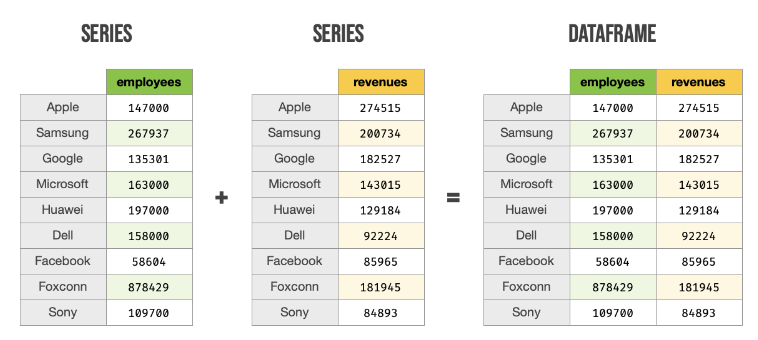 SERIES SERIES DATAFRAME
employees revenues employees revenues
Apple 147000 Apple 274515 Apple 147000 274515
Samsung 267937 Samsung 200734 Samsung 267937 200734
Google 135301 Google 182527 Google 135301 182527
Microsoft 163000 Microsoft 143015 Microsoft 163000 143015
Huawei 197000 + Huawei 129184 = Huawei 197000 129184
Dell 158000 Dell 92224 Dell 158000 92224
Facebook 58604 Facebook 85965 Facebook 58604 85965
Foxconn 878429 Foxconn 181945 Foxconn 878429 181945
Sony 109700 Sony 84893 Sony 109700 84893